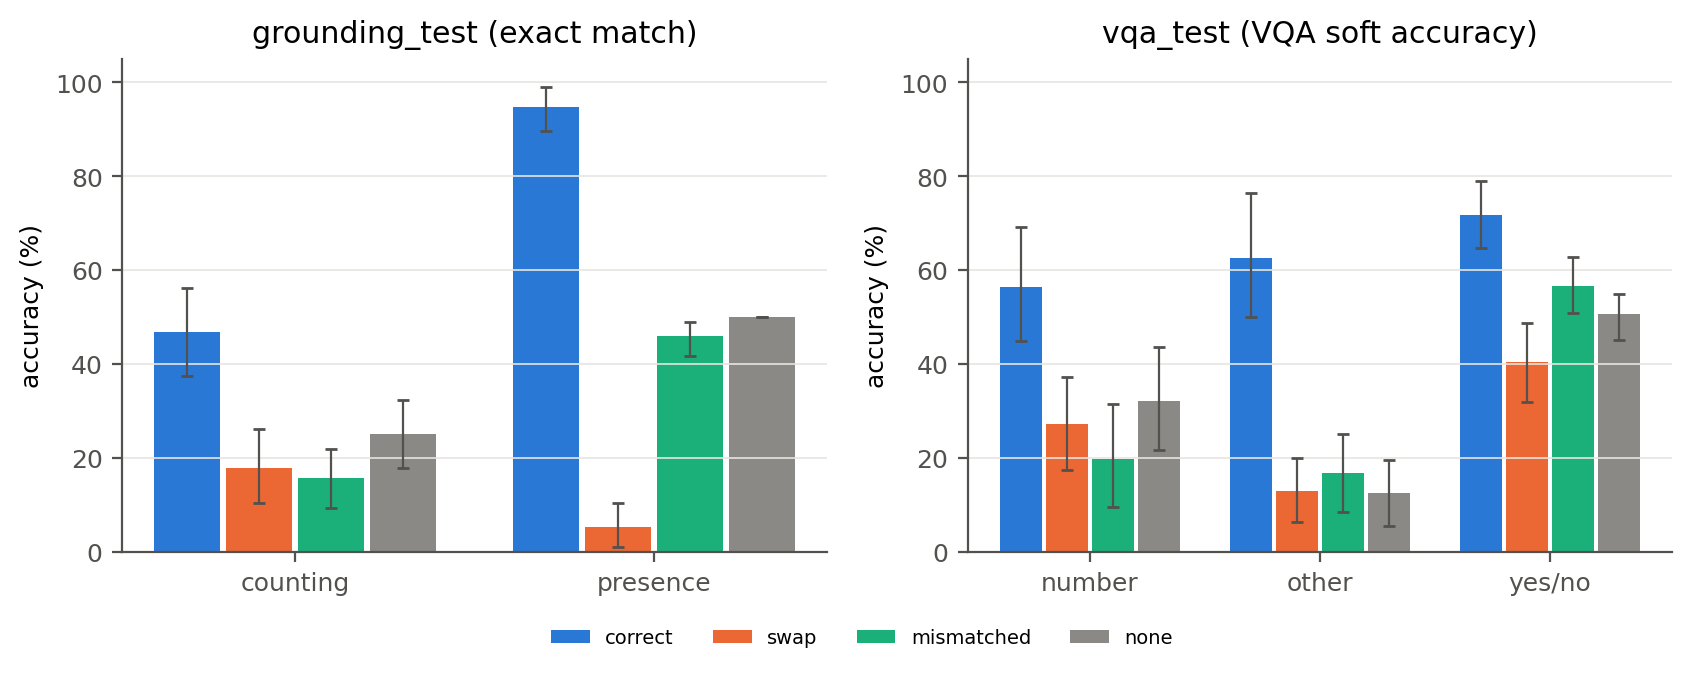 grounding_test (exact match)
accuracy (%)
100
80
60
40
20
0
counting
presence
vqa_test (VQA soft accuracy)
accuracy (%)
100
80
60
40
20
0
number
other
yes/no
correct
swap
mismatched
none